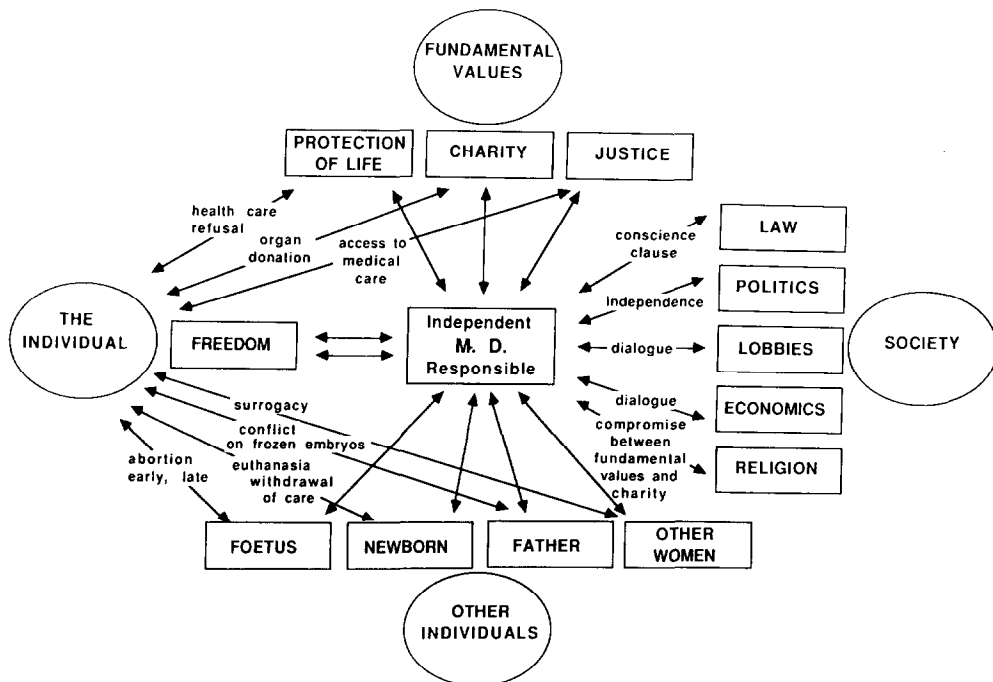 FUNDAMENTAL
VALUES
PROTECTION
OF LIFE
CHARITY
JUSTICE
health care
refusal
organ
donation
access to
medical
care
conscience
clause
LAW
independence
POLITICS
THE
INDIVIDUAL
FREEDOM
Independent
M. D.
Responsible
dialogue
LOBBIES
SOCIETY
dialogue
ECONOMICS
compromise
between
fundamental
values and
charity
RELIGION
surrogacy
conflict
on frozen embryos
euthanasia
withdrawal
of care
abortion
early, late
FOETUS
NEWBORN
FATHER
OTHER
WOMEN
OTHER
INDIVIDUALS